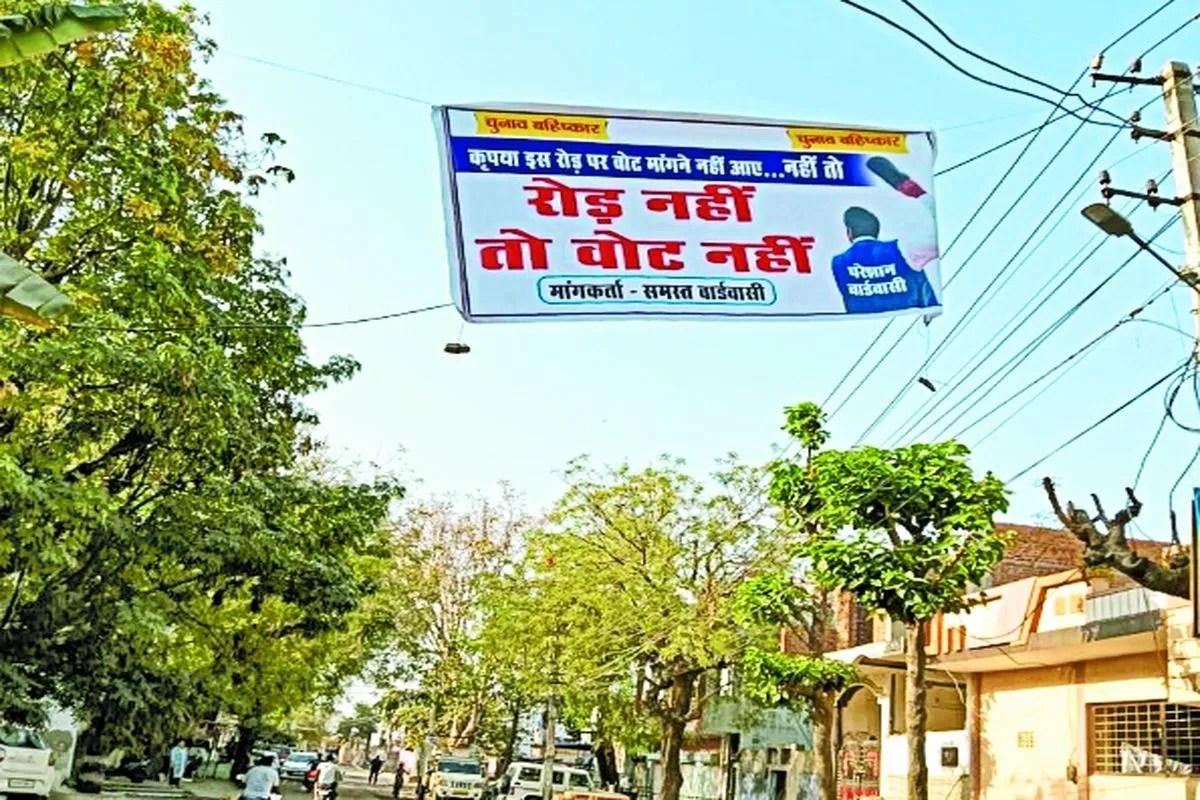 चुनाव बहिष्कार
चुनाव बहिष्कार
कृपया इस रोड़ पर वोट मांगने नहीं आए...नहीं तो
रोड़ नहीं
तो वोट नहीं
मांगकर्ता - समस्त वार्डवासी
परेशान
वार्डवासी